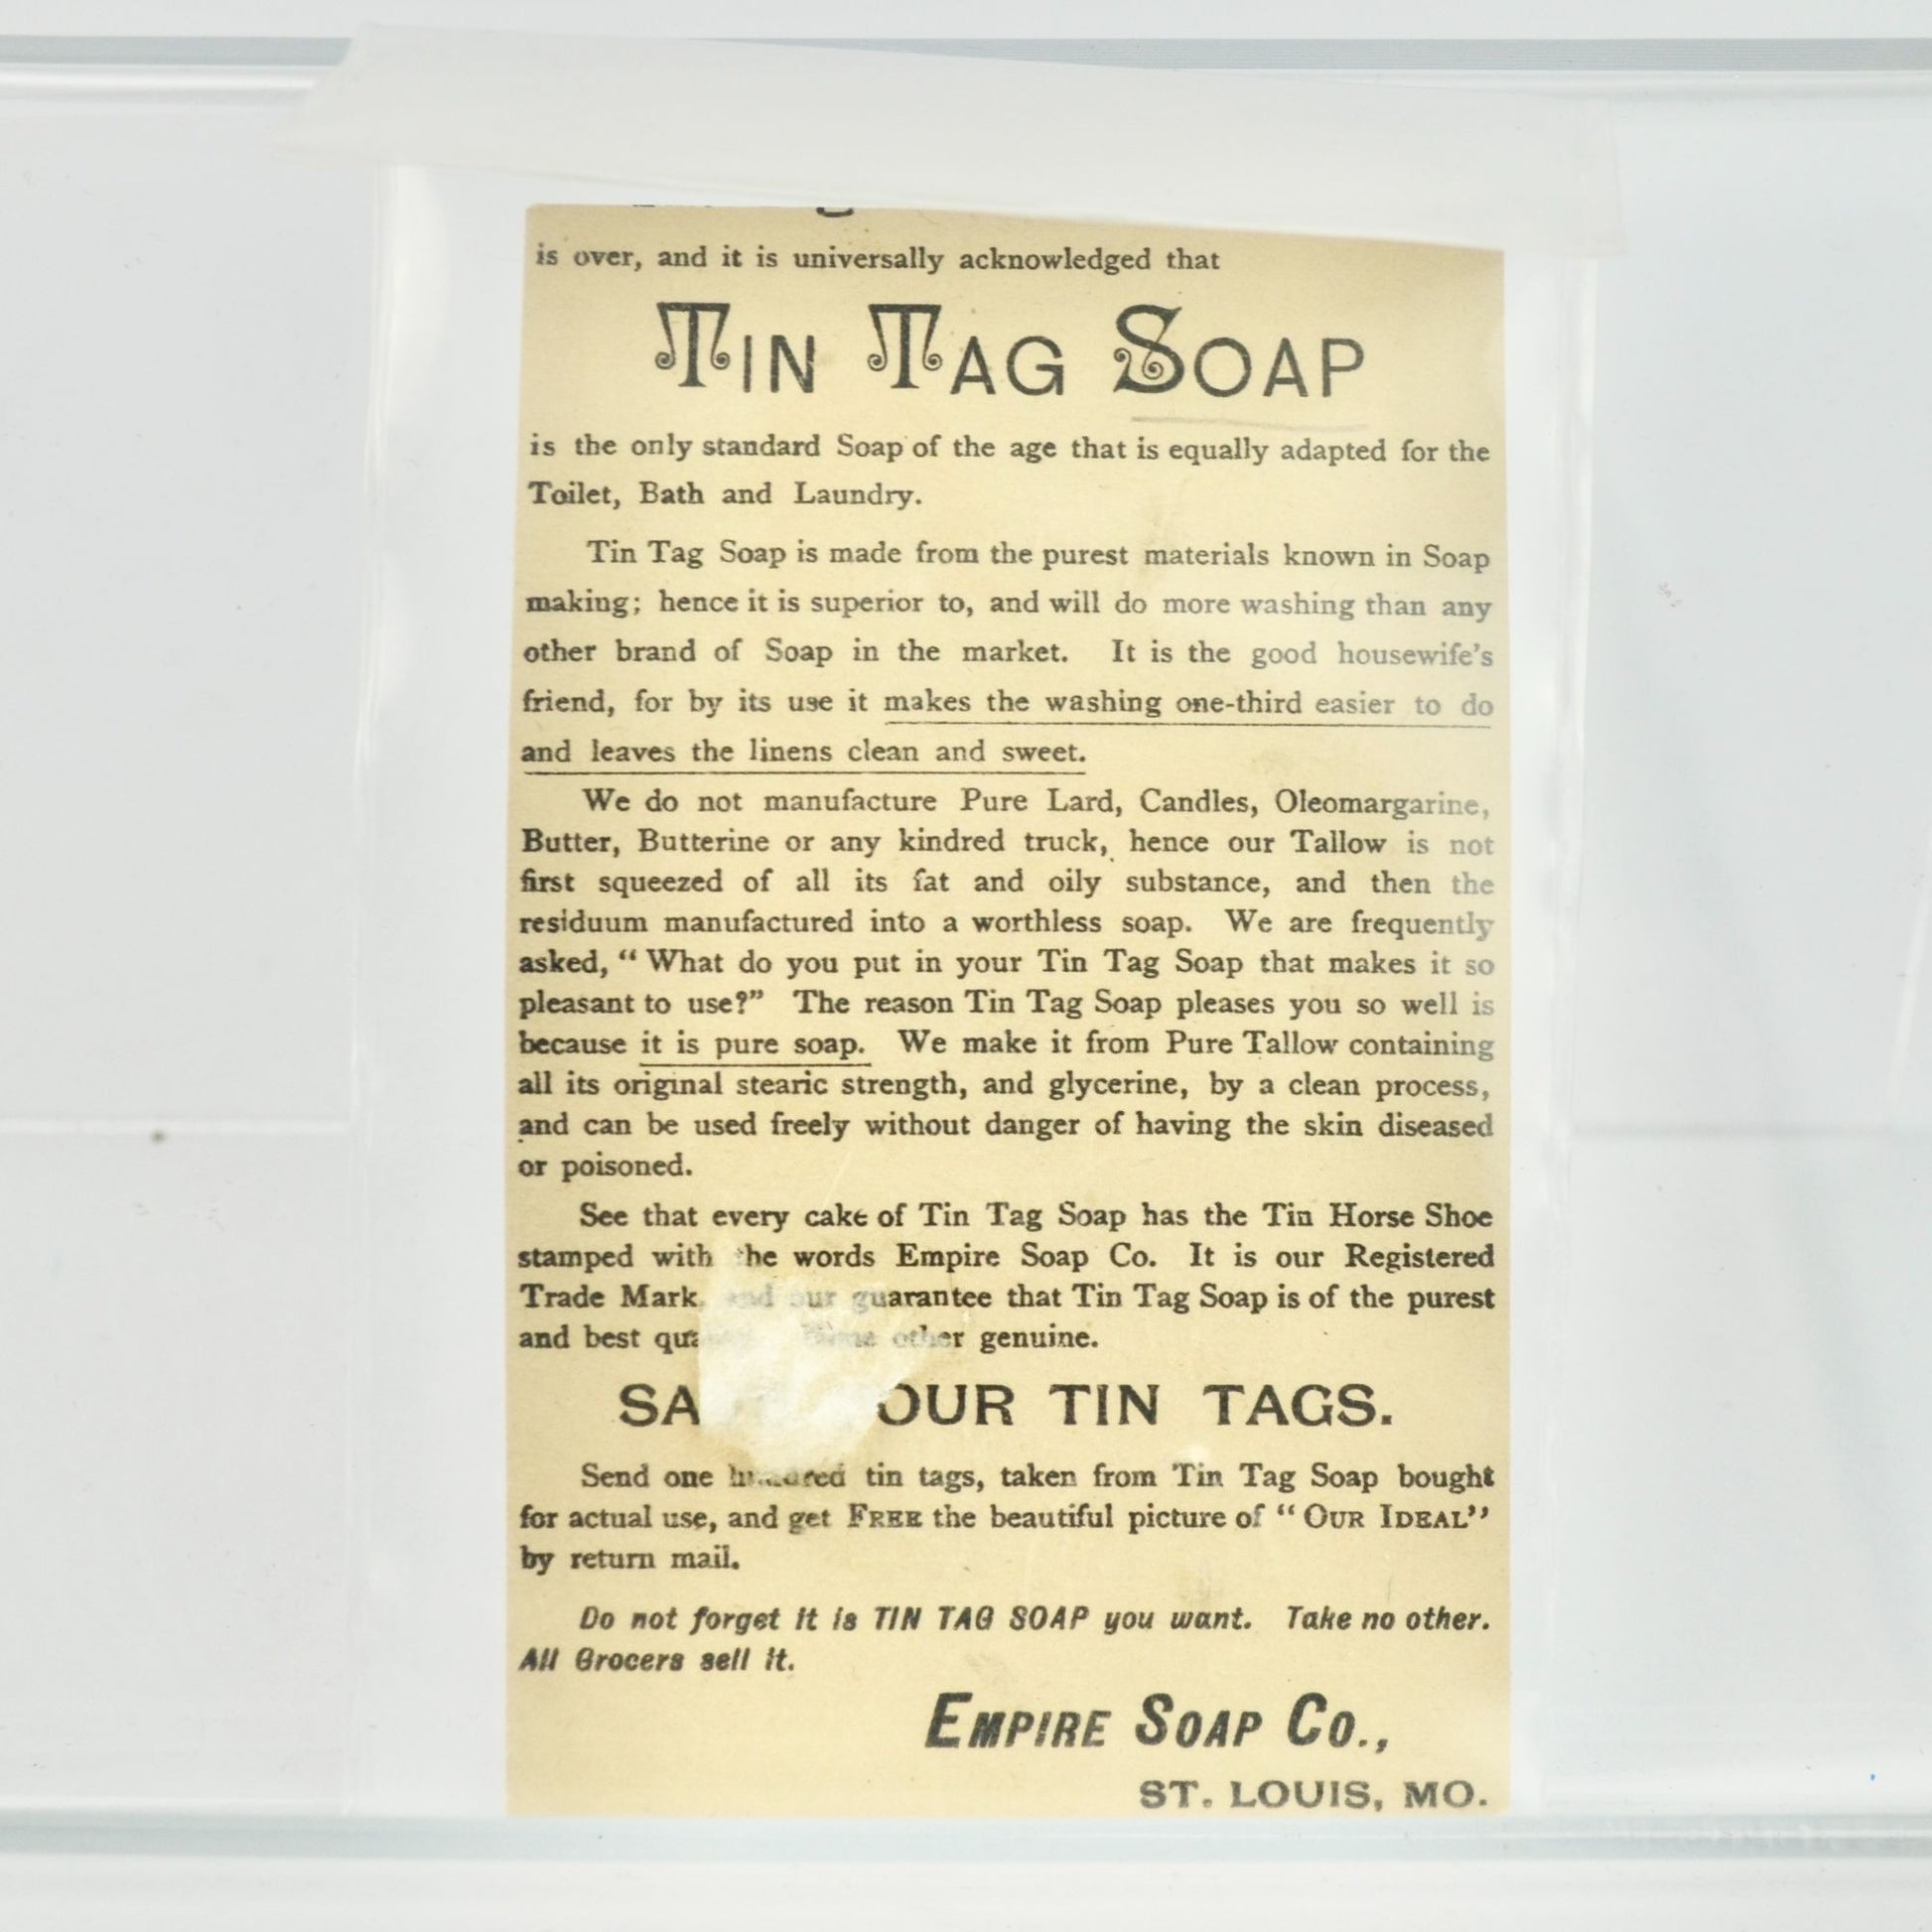 is over, and it is universally acknowledged that
TIN TAG SOAP
is the only standard Soap of the age that is equally adapted for the
Toilet, Bath and Laundry.
Tin Tag Soap is made from the purest materials known in Soap
making; hence it is superior to, and will do more washing than any
other brand of Soap in the market. It is the good housewife's
friend, for by its use it makes the washing one-third easier to do
and leaves the linens clean and sweet.
We do not manufacture Pure Lard, Candles, Oleomargarine,
Butter, Butterine or any kindred truck, hence our Tallow is not
first squeezed of all its fat and oily substance, and then the
residuum manufactured into a worthless soap. We are frequently
asked, "What do you put in your Tin Tag Soap that makes it so
pleasant to use?" The reason Tin Tag Soap pleases you so well is
because it is pure soap. We make it from Pure Tallow containing
all its original stearic strength, and glycerine, by a clean process,
and can be used freely without danger of having the skin diseased
or poisoned.
See that every cake of Tin Tag Soap has the Tin Horse Shoe
stamped with the words Empire Soap Co. It is our Registered
Trade Mark, and our guarantee that Tin Tag Soap is of the purest
and best other genuine.
TIN TAGS.
Send one hundred tin tags, taken from Tin Tag Soap bought
for actual use, and get FREE the beautiful picture of "OUR IDEAL"
by return mail.
Do not forget it is TIN TAG SOAP you want. Take no other.
All Grocers sell it.
EMPIRE SOAP CO.,
ST. LOUIS, MO.